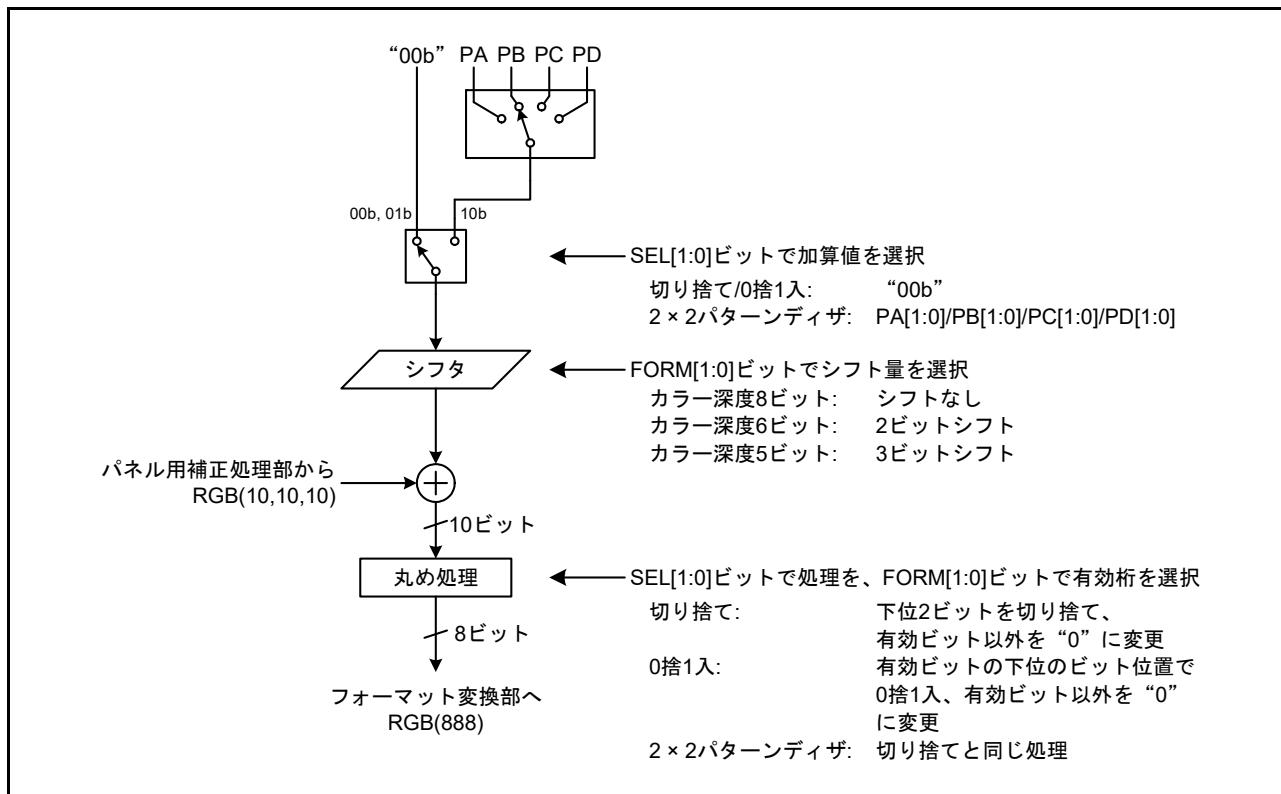 “00b” PA PB PC PD
00b, 01b 10b
SEL[1:0]ビットで加算値を選択
切り捨て/0捨1入: “00b”
2 × 2パターンディザ: PA[1:0]/PB[1:0]/PC[1:0]/PD[1:0]
シフタ
FORM[1:0]ビットでシフト量を選択
カラー深度8ビット: シフトなし
カラー深度6ビット: 2ビットシフト
カラー深度5ビット: 3ビットシフト
パネル用補正処理部から
RGB(10,10,10)
10ビット
丸め処理
SEL[1:0]ビットで処理を、FORM[1:0]ビットで有効桁を選択
切り捨て: 下位2ビットを切り捨て、
有効ビット以外を“0”に変更
0捨1入: 有効ビットの下位のビット位置で
0捨1入、有効ビット以外を“0”
に変更
2 × 2パターンディザ: 切り捨てと同じ処理
8ビット
フォーマット変換部へ
RGB(888)